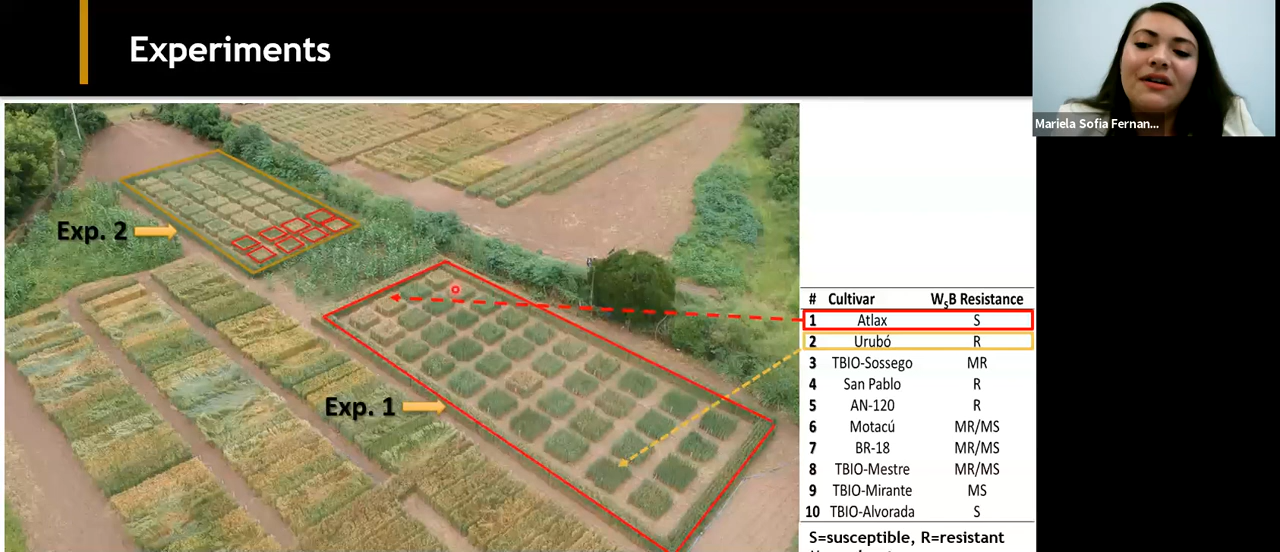 Experiments
Mariela Sofia Fernan...
Exp. 2
Exp. 1
# Cultivar WSB Resistance
1 Atlax S
2 Urubó R
3 TBIO-Sossego MR
4 San Pablo R
5 AN-120 R
6 Motacú MR/MS
7 BR-18 MR/MS
8 TBIO-Mestre MR/MS
9 TBIO-Mirante MS
10 TBIO-Alvorada S
S=susceptible, R=resistant